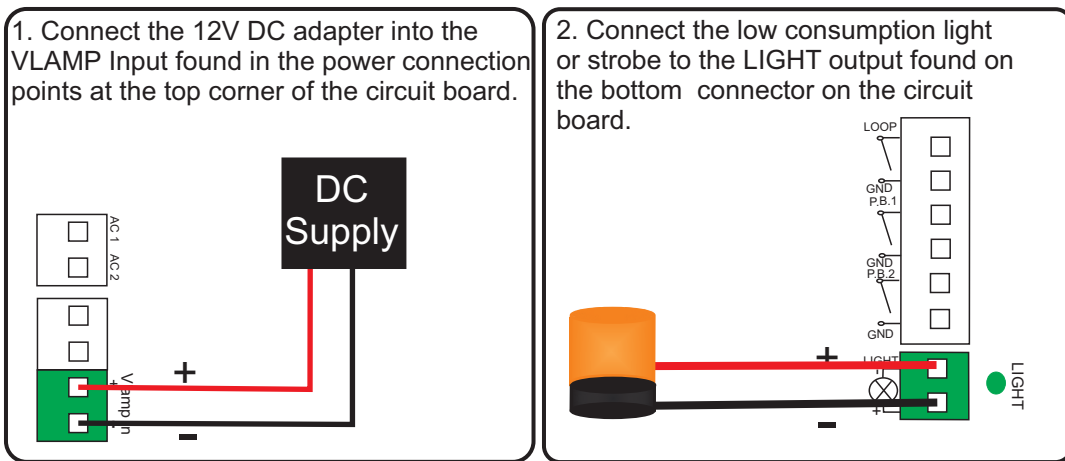 1. Connect the 12V DC adapter into the
VLAMP Input found in the power connection
points at the top corner of the circuit board.
DC
Supply
AC 1
AC 2
+
-
V lamp in
+
-
2. Connect the low consumption light
or strobe to the LIGHT output found on
the bottom connector on the circuit
board.
LOOP
GND
P.B.1
GND
P.B.2
GND
+
LIGHT
-
+
-
LIGHT